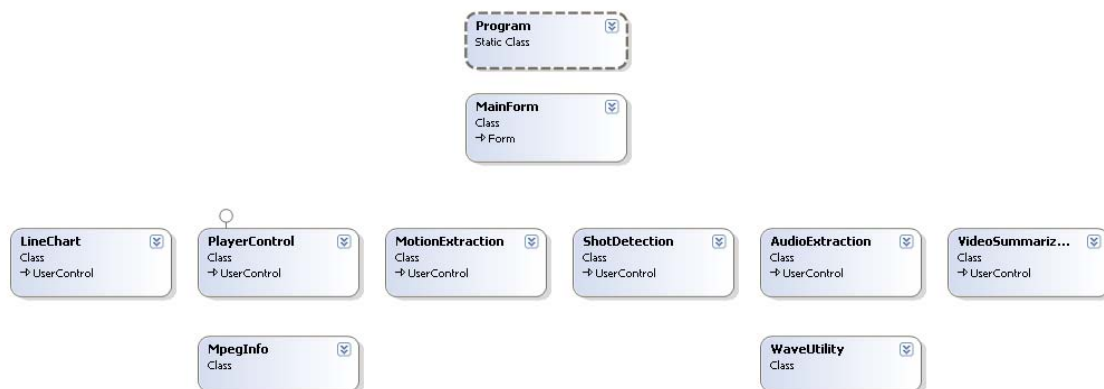 Program
Static Class
MainForm
Class
Form
LineChart
Class
UserControl
PlayerControl
Class
UserControl
MotionExtraction
Class
UserControl
ShotDetection
Class
UserControl
AudioExtraction
Class
UserControl
VideoSummariz...
Class
UserControl
MpegInfo
Class
WaveUtility
Class